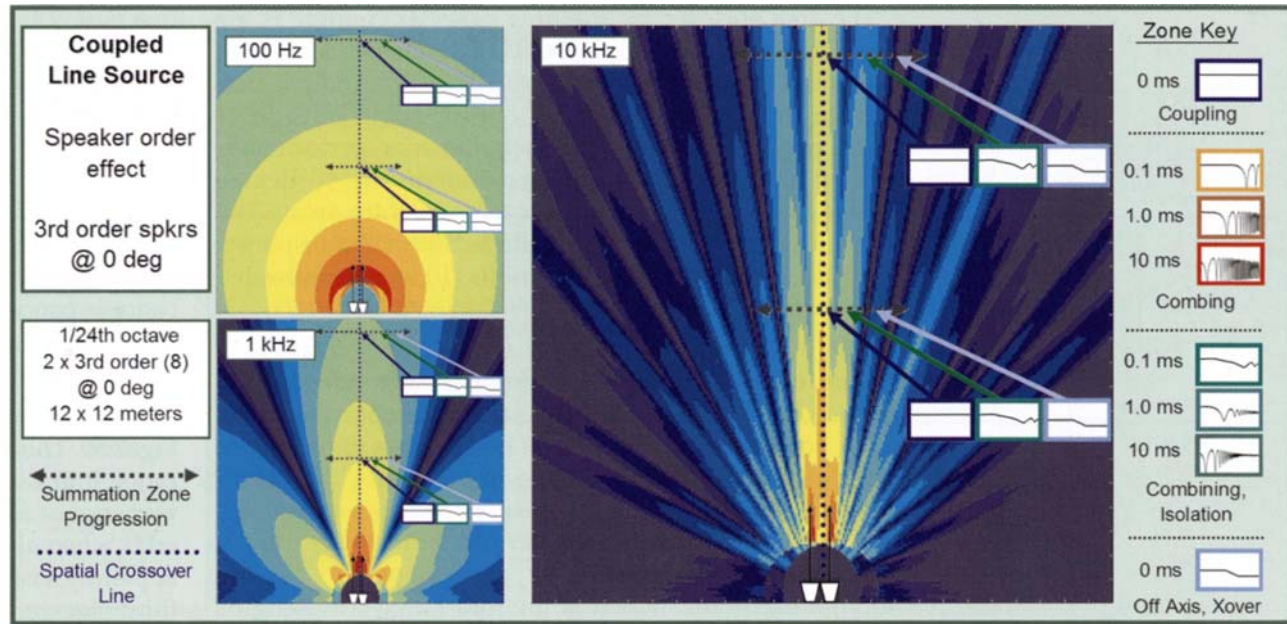 Coupled
Line Source
Speaker order
effect
3rd order spkrs
@ 0 deg
1/24th octave
2 x 3rd order (8)
@ 0 deg
12 x 12 meters
Summation Zone
Progression
Spatial Crossover
Line
100 Hz
1 kHz
10 kHz
Zone Key
0 ms
Coupling
0.1 ms
1.0 ms
10 ms
Combing
0.1 ms
1.0 ms
10 ms
Combining,
Isolation
0 ms
Off Axis, Xover